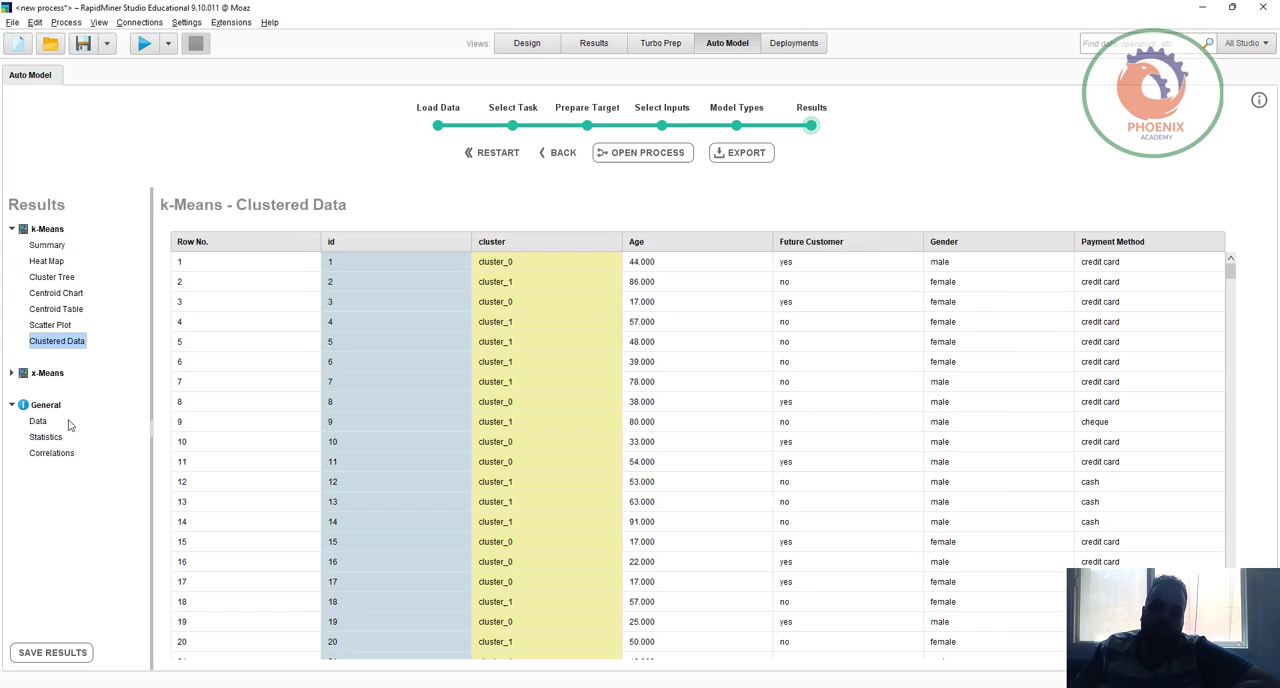 <new process*> – RapidMiner Studio Educational 9.10.011 @ Moaz
File Edit Process View Connections Settings Extensions Help
Views: Design Results Turbo Prep Auto Model Deployments Find data, operators...etc All Studio
Auto Model
PHOENIX
ACADEMY
Load Data Select Task Prepare Target Select Inputs Model Types Results
RESTART BACK OPEN PROCESS EXPORT
Results
k-Means
Summary
Heat Map
Cluster Tree
Centroid Chart
Centroid Table
Scatter Plot
Clustered Data
x-Means
General
Data
Statistics
Correlations
SAVE RESULTS
k-Means - Clustered Data
Row No. id cluster Age Future Customer Gender Payment Method
1 1 cluster_0 44.000 yes male credit card
2 2 cluster_1 86.000 no female credit card
3 3 cluster_0 17.000 yes female credit card
4 4 cluster_1 57.000 no female credit card
5 5 cluster_1 48.000 no female credit card
6 6 cluster_1 39.000 no female credit card
7 7 cluster_1 78.000 no male credit card
8 8 cluster_0 38.000 yes male credit card
9 9 cluster_1 80.000 no male cheque
10 10 cluster_0 33.000 yes male credit card
11 11 cluster_0 54.000 yes male credit card
12 12 cluster_1 53.000 no male cash
13 13 cluster_1 63.000 no male cash
14 14 cluster_1 91.000 no male cash
15 15 cluster_0 17.000 yes female credit card
16 16 cluster_0 22.000 yes male credit card
17 17 cluster_0 17.000 yes female
18 18 cluster_1 57.000 no female
19 19 cluster_0 25.000 yes male
20 20 cluster_1 50.000 no female